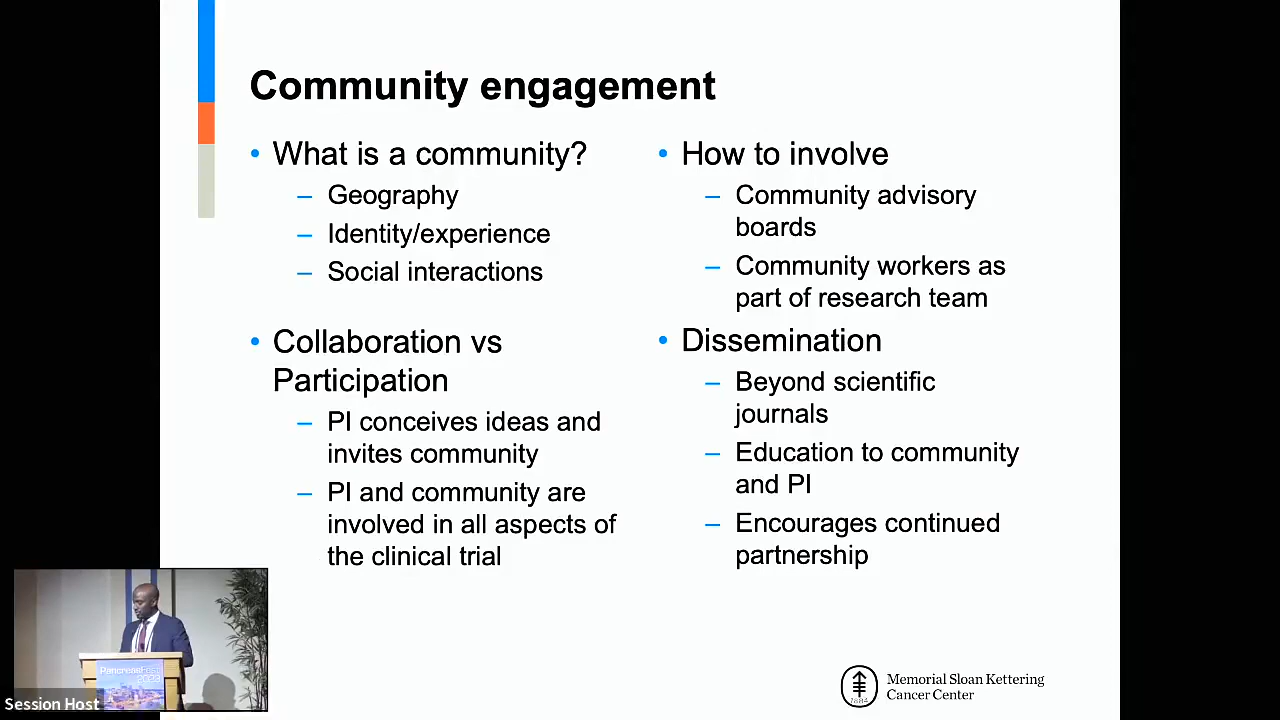 Community engagement
• What is a community?
– Geography
– Identity/experience
– Social interactions
• Collaboration vs
Participation
– PI conceives ideas and
invites community
– PI and community are
involved in all aspects of
the clinical trial
• How to involve
– Community advisory
boards
– Community workers as
part of research team
• Dissemination
– Beyond scientific
journals
– Education to community
and PI
– Encourages continued
partnership
PancreasFest
Session Host
1884
Memorial Sloan Kettering
Cancer Center